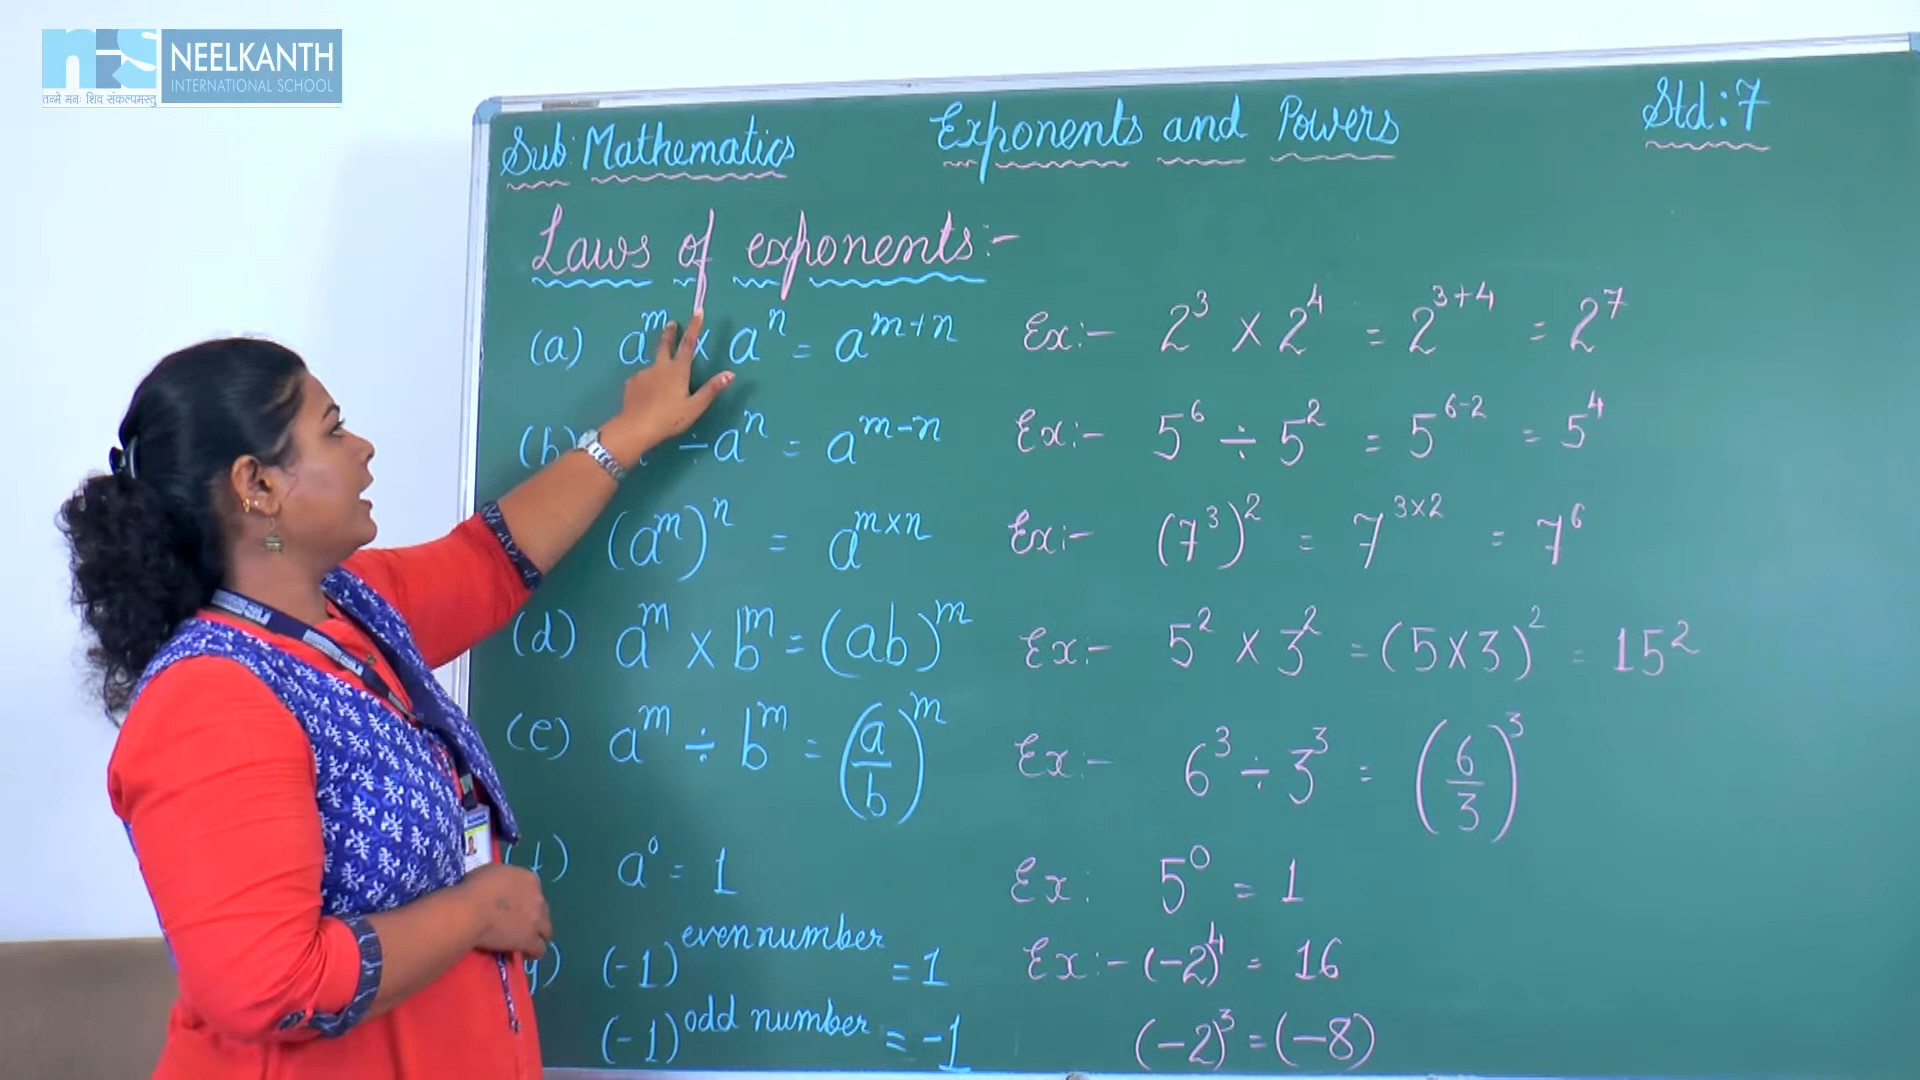 nis NEELKANTH
INTERNATIONAL SCHOOL
तन्मे मनः शिव संकल्पमस्तु
Sub: Mathematics Exponents and Powers Std: 7
Laws of exponents:-
(a) aᵐ × aⁿ = aᵐ⁺ⁿ Ex:- 2³ × 2⁴ = 2³⁺⁴ = 2⁷
(b) ÷ aⁿ = aᵐ⁻ⁿ Ex:- 5⁶ ÷ 5² = 5⁶⁻² = 5⁴
(aᵐ)ⁿ = a^(m×n) Ex:- (7³)² = 7^(3×2) = 7⁶
(d) aᵐ × bᵐ = (ab)ᵐ Ex:- 5² × 3² = (5×3)² = 15²
(e) aᵐ ÷ bᵐ = (a/b)ᵐ Ex:- 6³ ÷ 3³ = (6/3)³
(f) a⁰ = 1 Ex: 5⁰ = 1
g) (-1)^(even number) = 1 Ex:- (-2)⁴ = 16
(-1)^(odd number) = -1 (-2)³ = (-8)